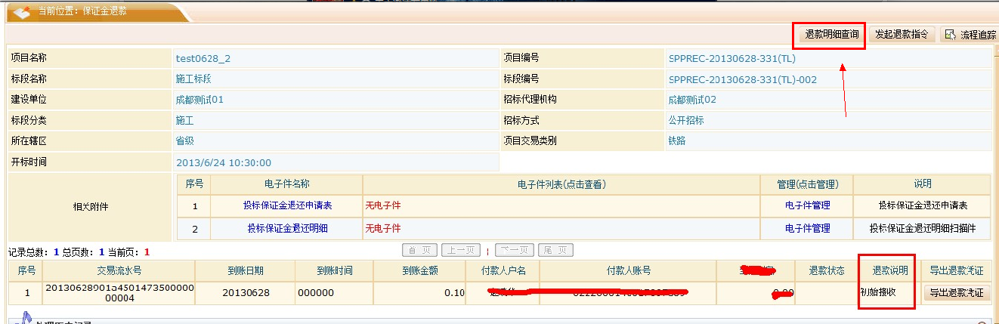 当前位置：保证金退款
退款明细查询 发起退款指令 流程追踪
项目名称 test0628_2 项目编号 SPPREC-20130628-331(TL)
标段名称 施工标段 标段编号 SPPREC-20130628-331(TL)-002
建设单位 成都测试01 招标代理机构 成都测试02
标段分类 施工 招标方式 公开招标
所在辖区 省级 项目交易类别 铁路
开标时间 2013/6/24 10:30:00
相关附件
序号 电子件名称 电子件列表(点击查看) 管理(点击管理) 说明
1 投标保证金退还申请表 无电子件 电子件管理 投标保证金退还申请表
2 投标保证金退还明细 无电子件 电子件管理 投标保证金退还明细扫描件
记录总数：1 总页数：1 当前页：1 首 页 上一页 下一页 尾 页
序号 交易流水号 到账日期 到账时间 到账金额 付款人户名 付款人账号 退款状态 退款说明 导出退款凭证
1 20130628901a4501473500000 20130628 000000 0.10 初始接收 导出退款凭证
00004